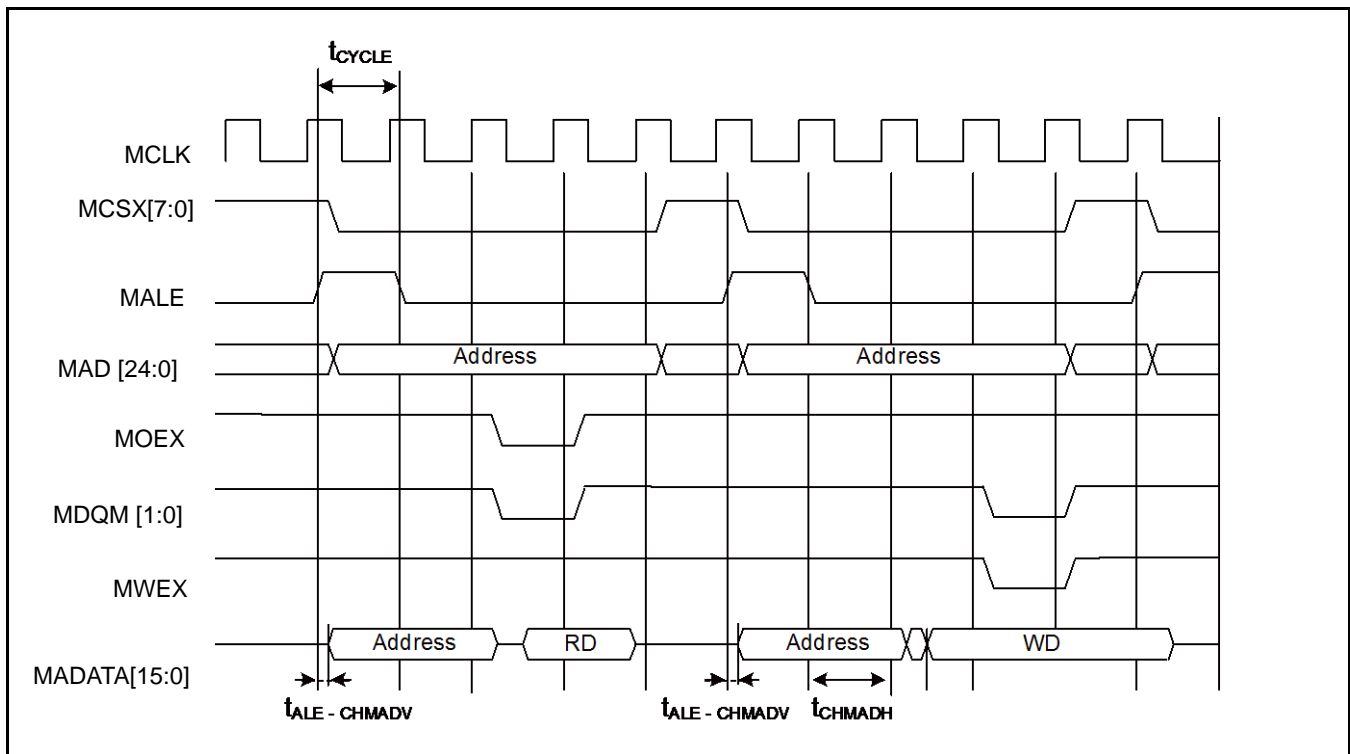 tCYCLE
MCLK
MCSX[7:0]
MALE
MAD [24:0]
Address
Address
MOEX
MDQM [1:0]
MWEX
MADATA[15:0]
Address
RD
Address
WD
tALE - CHMADV
tALE - CHMADV
tCHMADH